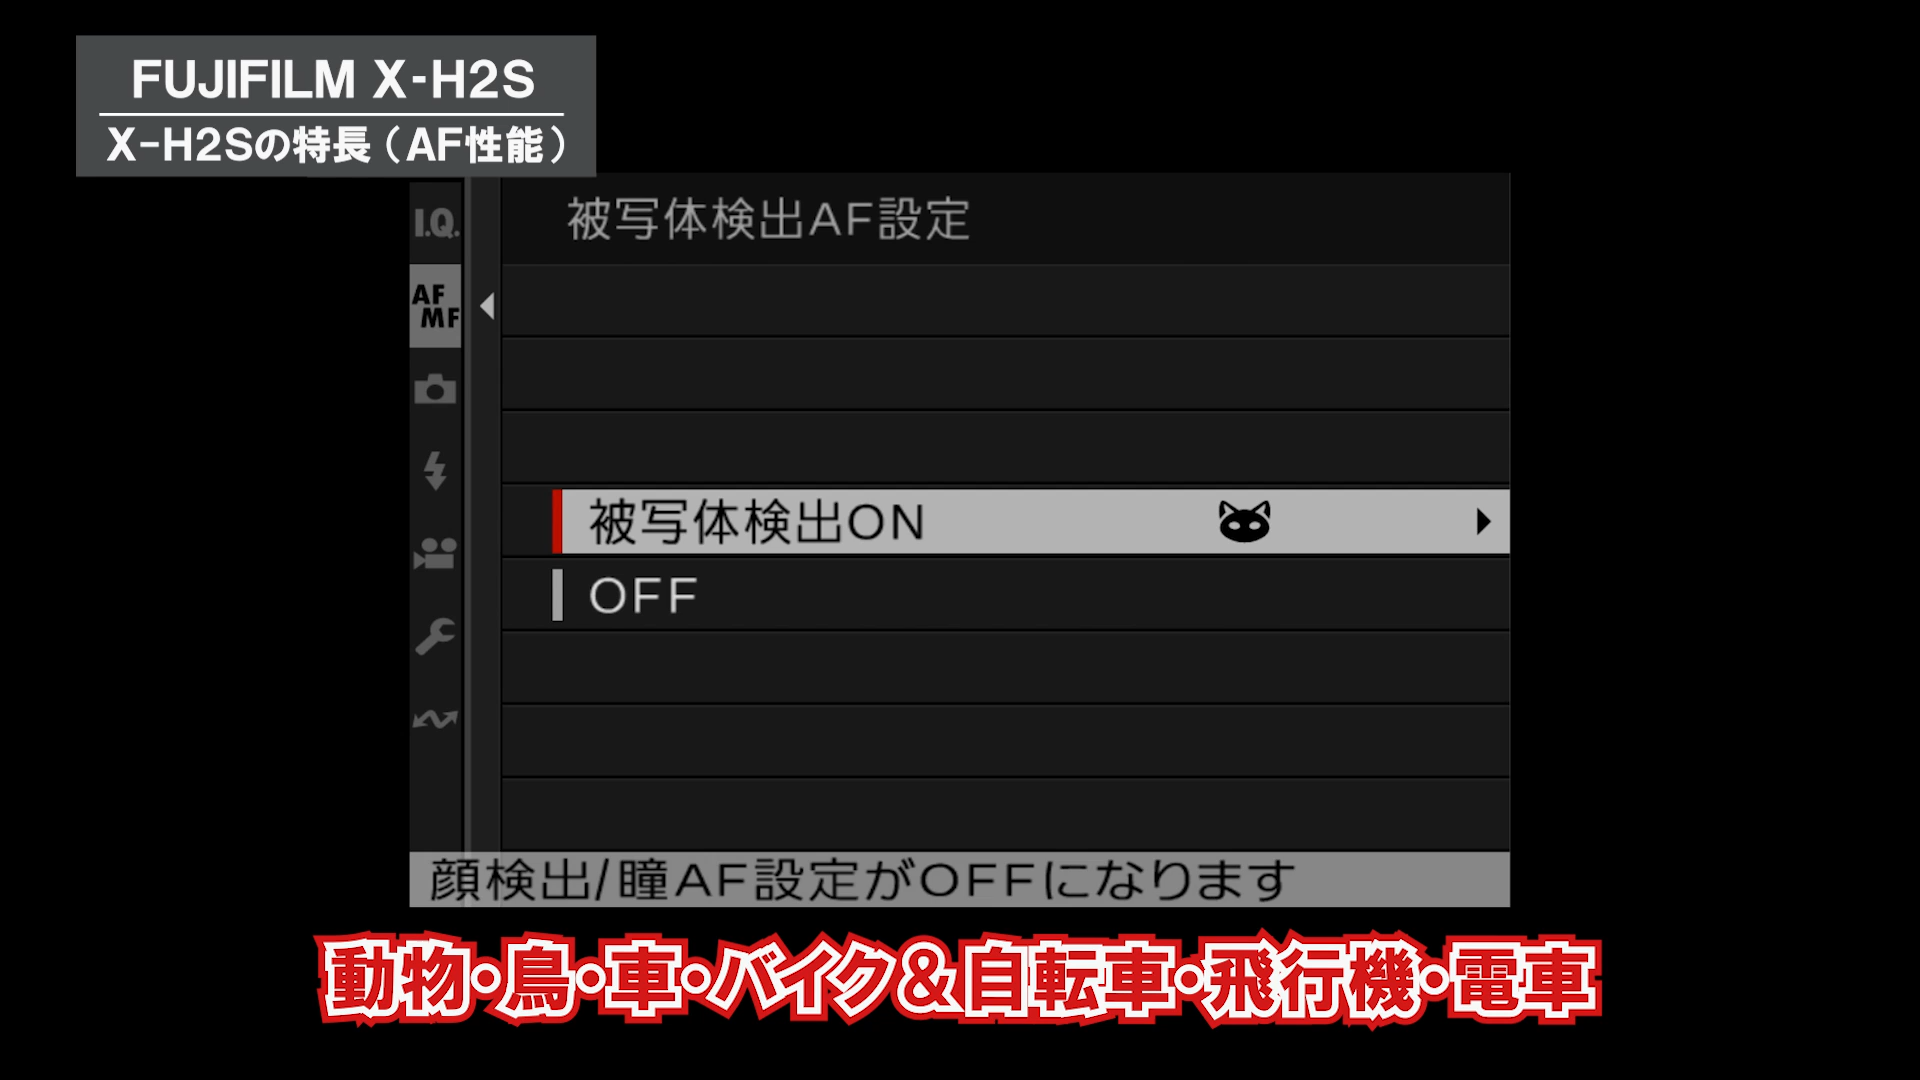 FUJIFILM X-H2S
X-H2Sの特長（AF性能）
I.Q.
被写体検出AF設定
AF
MF
被写体検出ON
OFF
顔検出/瞳AF設定がOFFになります
動物・鳥・車・バイク&自転車・飛行機・電車